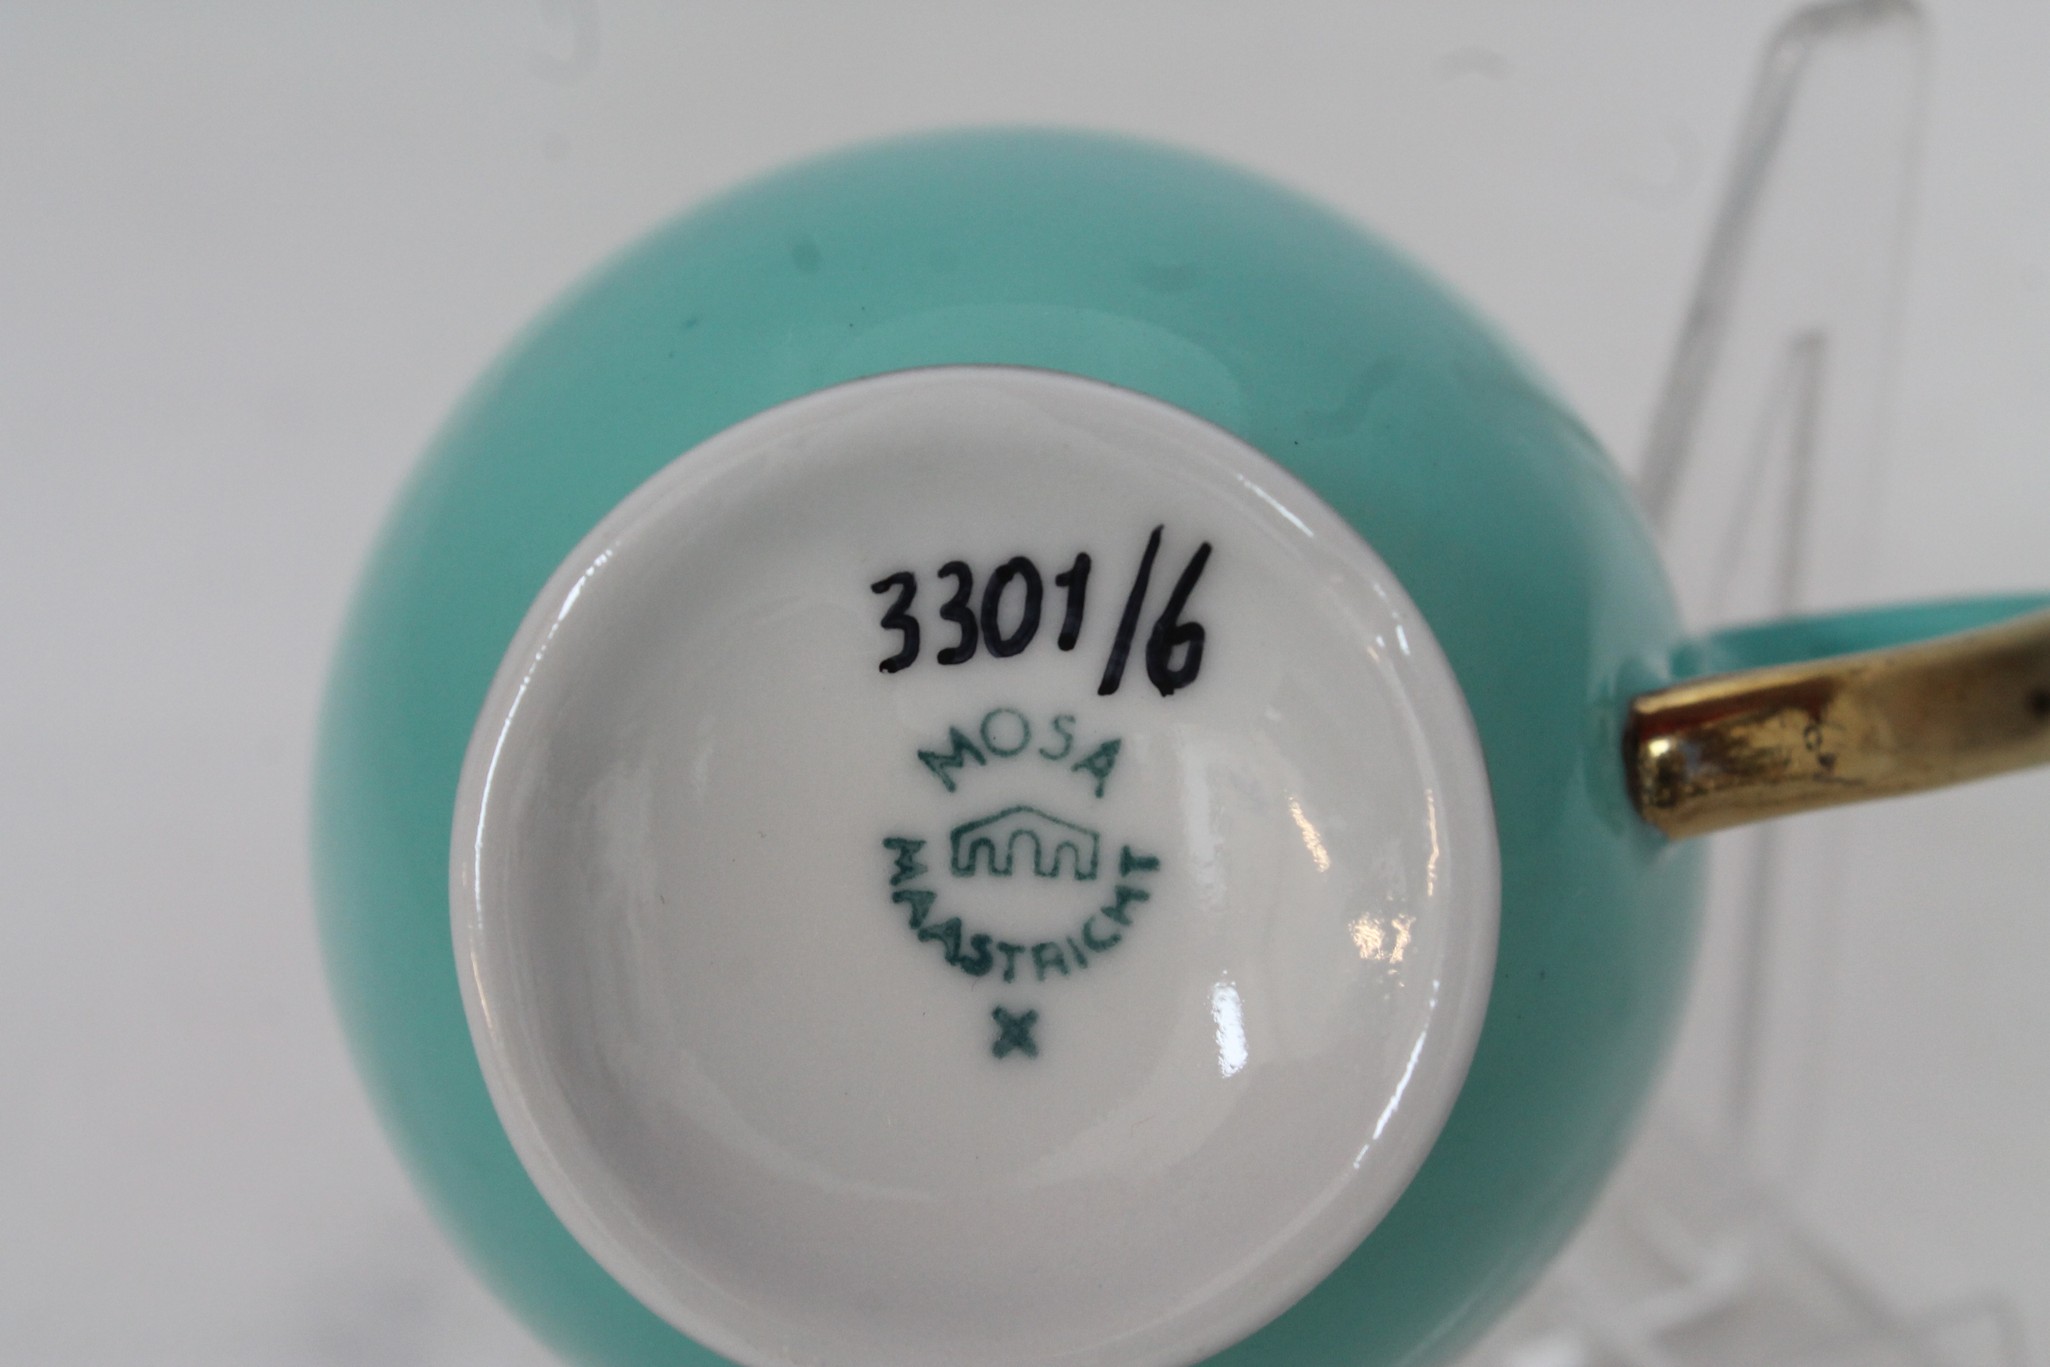 3301/6
MOSA
MAASTRICHT
X